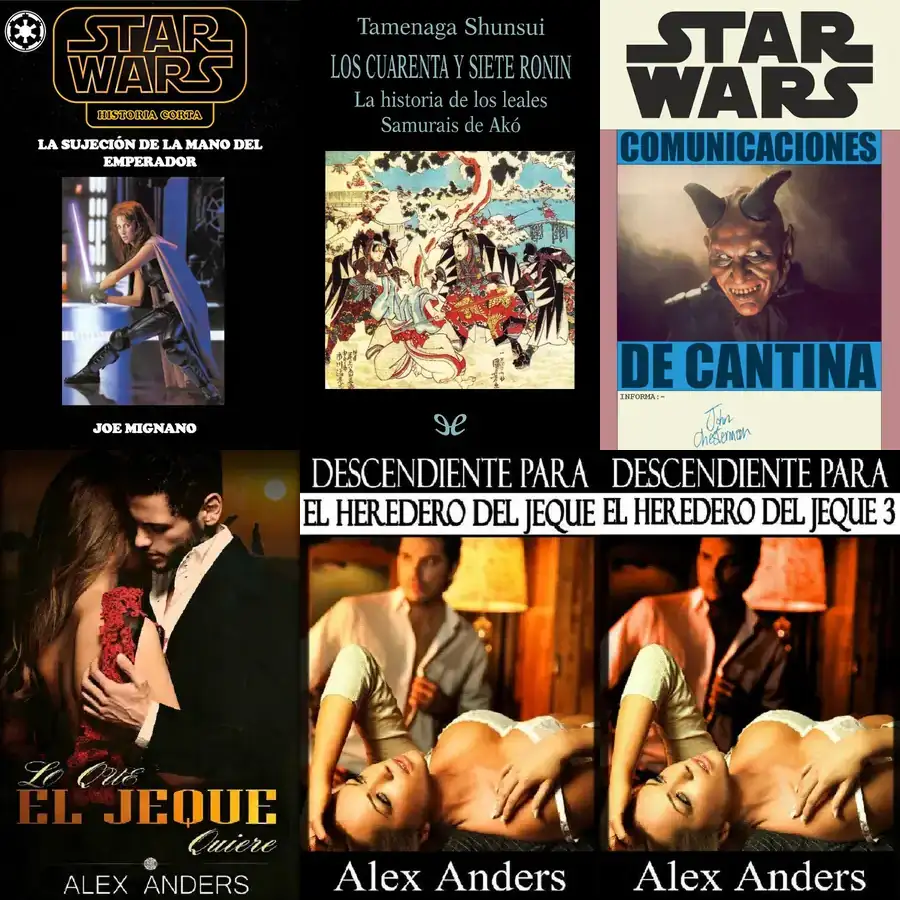 STAR
WARS
HISTORIA CORTA
LA SUJECIÓN DE LA MANO DEL
EMPERADOR
JOE MIGNANO
Tamenaga Shunsui
LOS CUARENTA Y SIETE RONIN
La historia de los leales
Samurais de Akó
STAR
WARS
COMUNICACIONES
DE CANTINA
INFORMA:~
John
Chesterman
Lo Que
EL JEQUE
Quiere
ALEX ANDERS
DESCENDIENTE PARA
EL HEREDERO DEL JEQUE
Alex Anders
DESCENDIENTE PARA
EL HEREDERO DEL JEQUE 3
Alex Anders